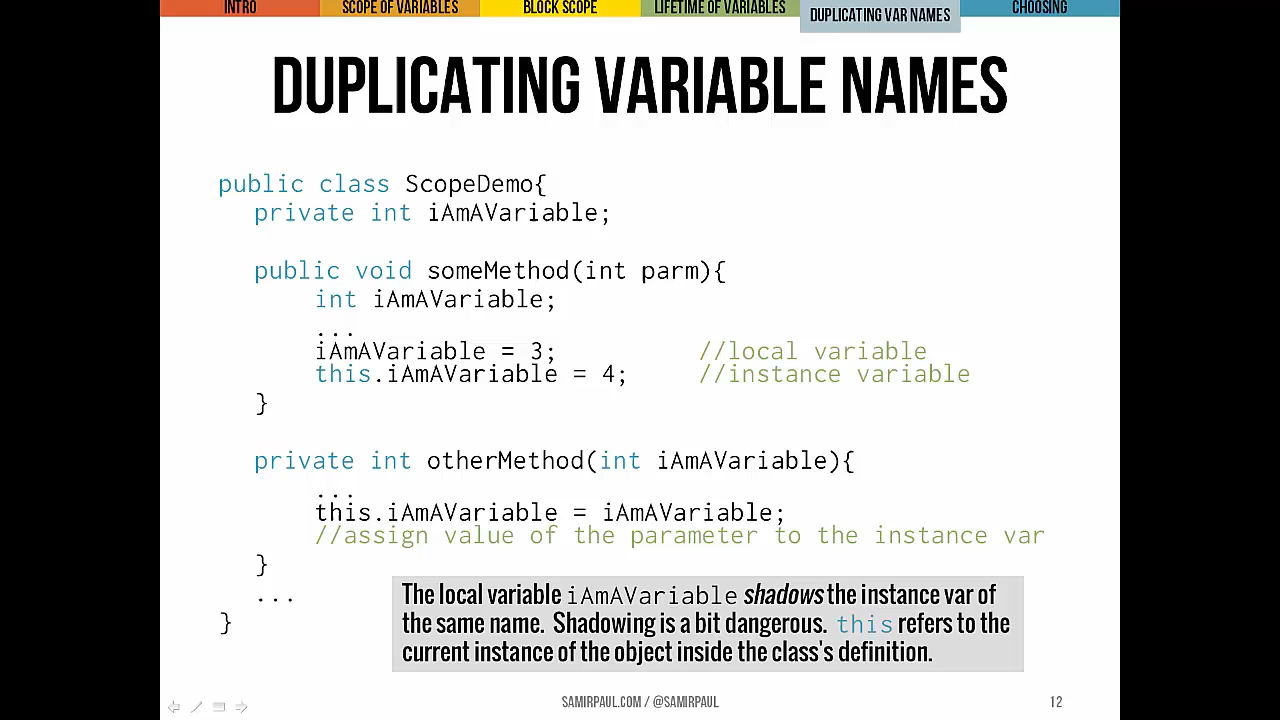 INTRO SCOPE OF VARIABLES BLOCK SCOPE LIFETIME OF VARIABLES DUPLICATING VAR NAMES CHOOSING
DUPLICATING VARIABLE NAMES
public class ScopeDemo{
private int iAmAVariable;
public void someMethod(int parm){
int iAmAVariable;
...
iAmAVariable = 3; //local variable
this.iAmAVariable = 4; //instance variable
}
private int otherMethod(int iAmAVariable){
...
this.iAmAVariable = iAmAVariable;
//assign value of the parameter to the instance var
}
...
}
The local variable iAmAVariable shadows the instance var of
the same name. Shadowing is a bit dangerous. this refers to the
current instance of the object inside the class's definition.
SAMIRPAUL.COM / @SAMIRPAUL
12